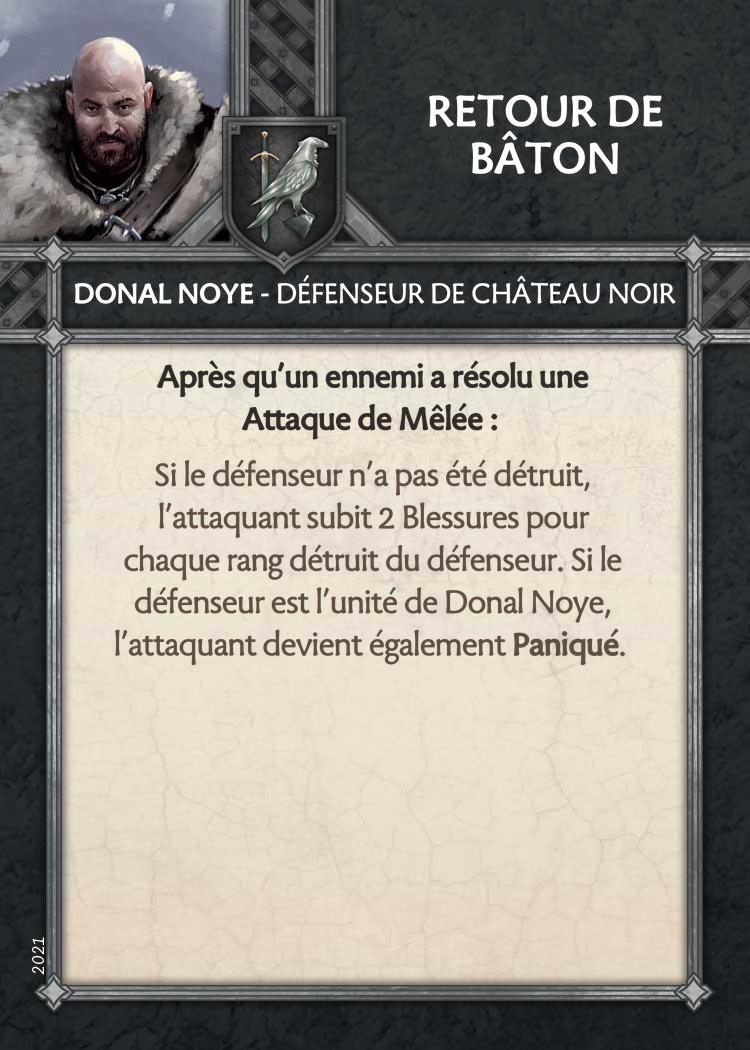 RETOUR DE
BÂTON
DONAL NOYE - DÉFENSEUR DE CHÂTEAU NOIR
Après qu'un ennemi a résolu une
Attaque de Mêlée :
Si le défenseur n'a pas été détruit,
l'attaquant subit 2 Blessures pour
chaque rang détruit du défenseur. Si le
défenseur est l'unité de Donal Noye,
l'attaquant devient également Paniqué.
2021